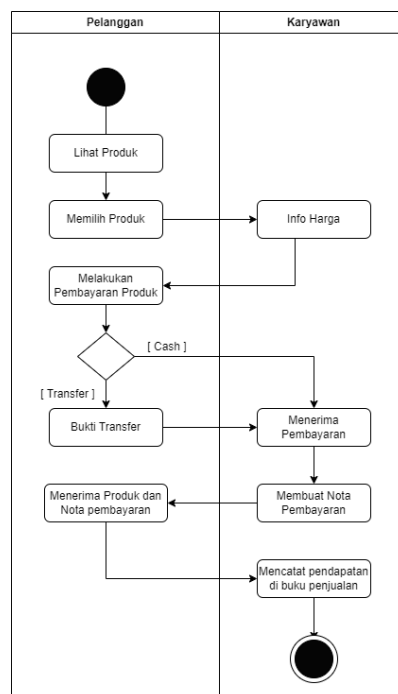 Pelanggan
Karyawan
Lihat Produk
Memilih Produk
Info Harga
Melakukan
Pembayaran Produk
[ Cash ]
[ Transfer ]
Bukti Transfer
Menerima
Pembayaran
Menerima Produk dan
Nota pembayaran
Membuat Nota
Pembayaran
Mencatat pendapatan
di buku penjualan